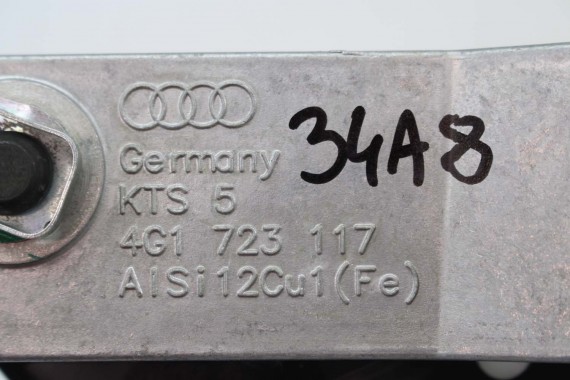 Germany
34A8
KTS 5
4G1 723 117
AlSi12Cu1(Fe)